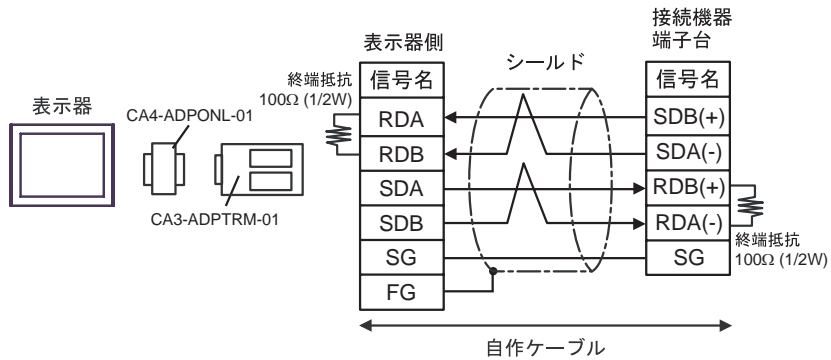 表示器
CA4-ADPONL-01
CA3-ADPTRM-01
終端抵抗
100Ω (1/2W)
表示器側
信号名
RDA
RDB
SDA
SDB
SG
FG
シールド
接続機器
端子台
信号名
SDB(+)
SDA(-)
RDB(+)
RDA(-)
SG
終端抵抗
100Ω (1/2W)
自作ケーブル